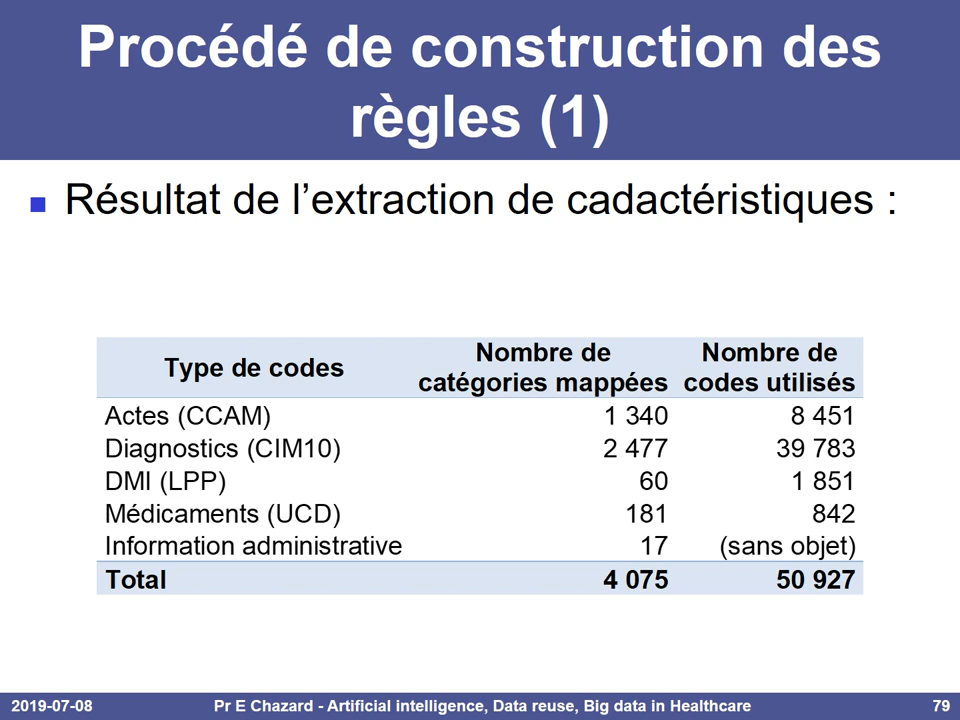 Procédé de construction des
règles (1)
Résultat de l’extraction de cadactéristiques :
Type de codes
Nombre de
catégories mappées
Nombre de
codes utilisés
Actes (CCAM) 1 340 8 451
Diagnostics (CIM10) 2 477 39 783
DMI (LPP) 60 1 851
Médicaments (UCD) 181 842
Information administrative 17 (sans objet)
Total 4 075 50 927
2019-07-08 Pr E Chazard - Artificial intelligence, Data reuse, Big data in Healthcare 79